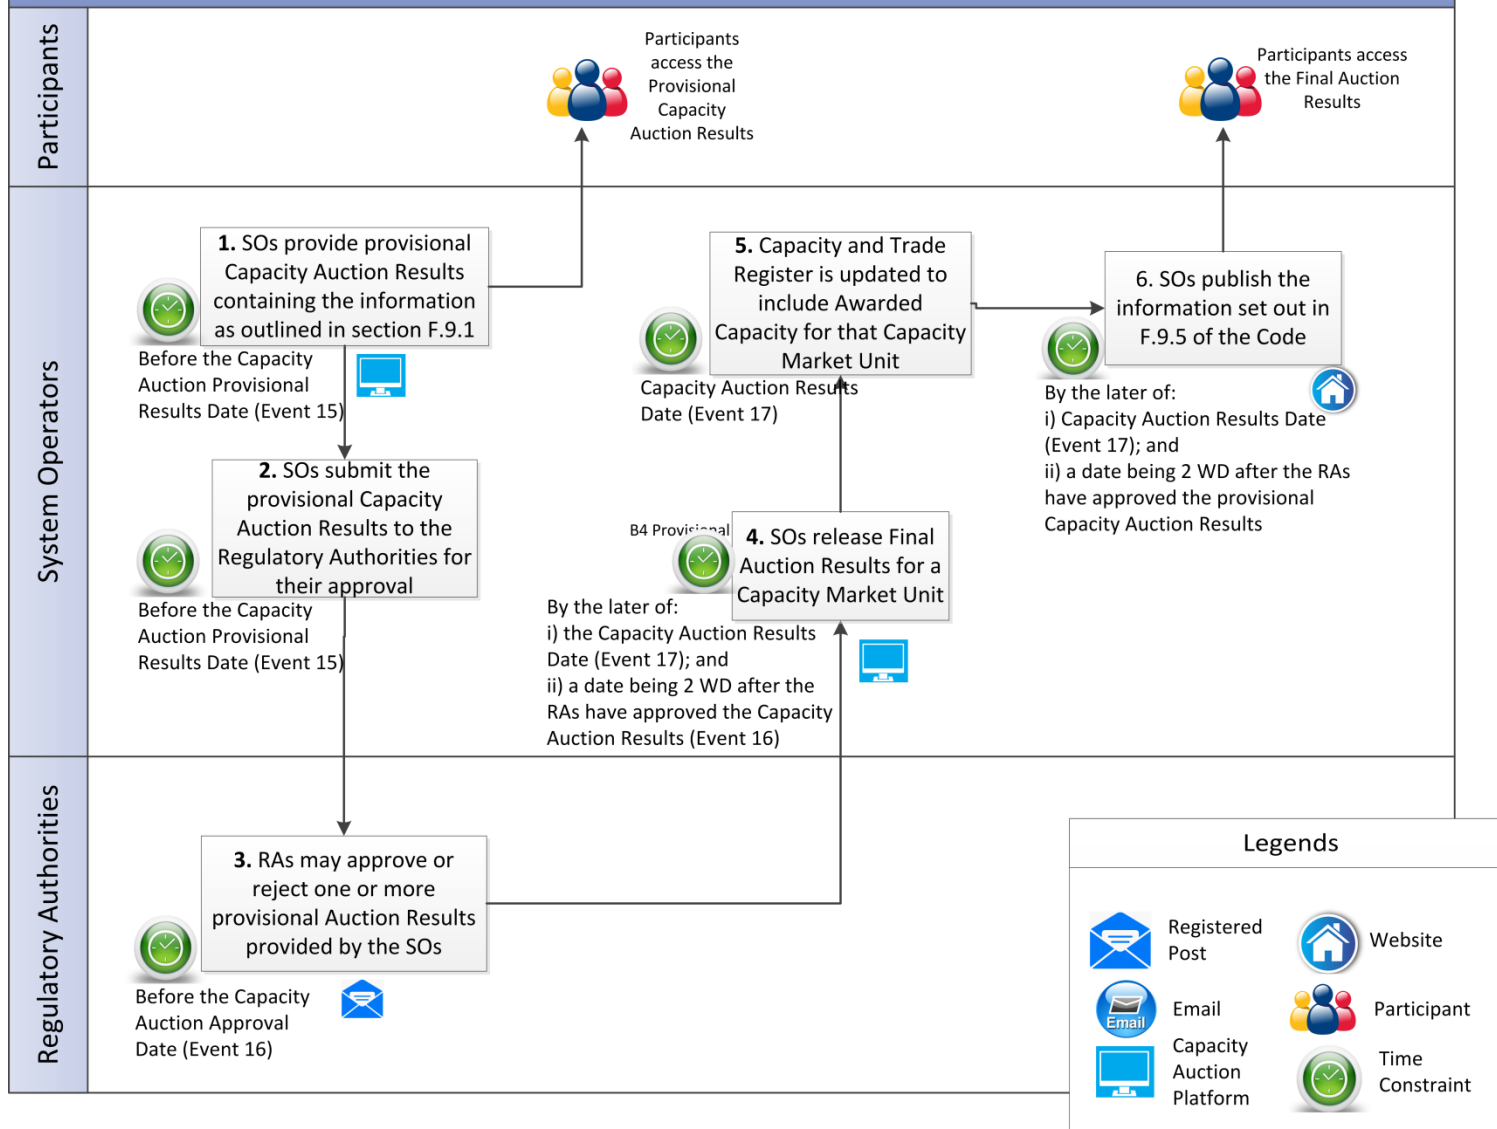 Participants
Participants
access the
Provisional
Capacity
Auction Results
Participants access
the Final Auction
Results
System Operators
1. SOs provide provisional
Capacity Auction Results
containing the information
as outlined in section F.9.1
Before the Capacity
Auction Provisional
Results Date (Event 15)
2. SOs submit the
provisional Capacity
Auction Results to the
Regulatory Authorities for
their approval
Before the Capacity
Auction Provisional
Results Date (Event 15)
5. Capacity and Trade
Register is updated to
include Awarded
Capacity for that Capacity
Market Unit
Capacity Auction Results
Date (Event 17)
B4 Provisional
4. SOs release Final
Auction Results for a
Capacity Market Unit
By the later of:
i) the Capacity Auction Results
Date (Event 17); and
ii) a date being 2 WD after the
RAs have approved the Capacity
Auction Results (Event 16)
6. SOs publish the
information set out in
F.9.5 of the Code
By the later of:
i) Capacity Auction Results Date
(Event 17); and
ii) a date being 2 WD after the RAs
have approved the provisional
Capacity Auction Results
Regulatory Authorities
3. RAs may approve or
reject one or more
provisional Auction Results
provided by the SOs
Before the Capacity
Auction Approval
Date (Event 16)
Legends
Registered
Post
Website
Email
Email
Participant
Capacity
Auction
Platform
Time
Constraint